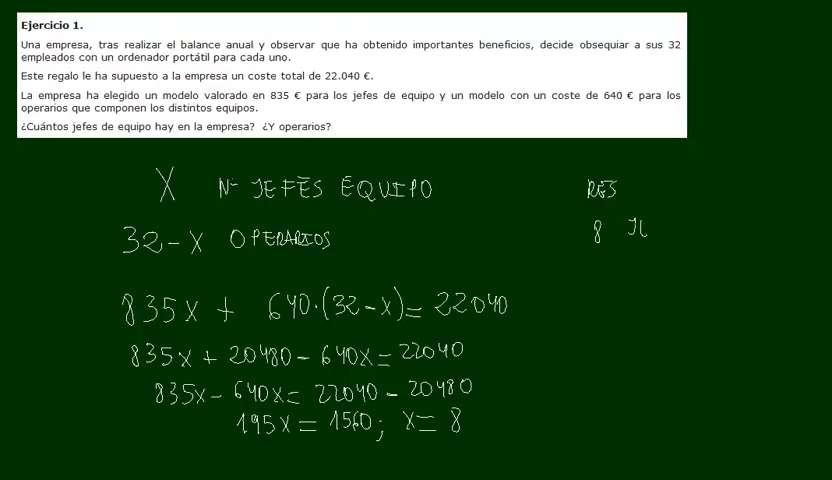 Ejercicio 1.
Una empresa, tras realizar el balance anual y observar que ha obtenido importantes beneficios, decide obsequiar a sus 32
empleados con un ordenador portátil para cada uno.
Este regalo le ha supuesto a la empresa un coste total de 22.040 €.
La empresa ha elegido un modelo valorado en 835 € para los jefes de equipo y un modelo con un coste de 640 € para los
operarios que componen los distintos equipos.
¿Cuántos jefes de equipo hay en la empresa? ¿Y operarios?
X Nº JEFES EQUIPO
RES
32-X OPERARIOS
8
835X + 640·(32-X)=22040
835X + 20480 - 640X = 22040
835X - 640X = 22040 - 20480
195X = 1560; X = 8